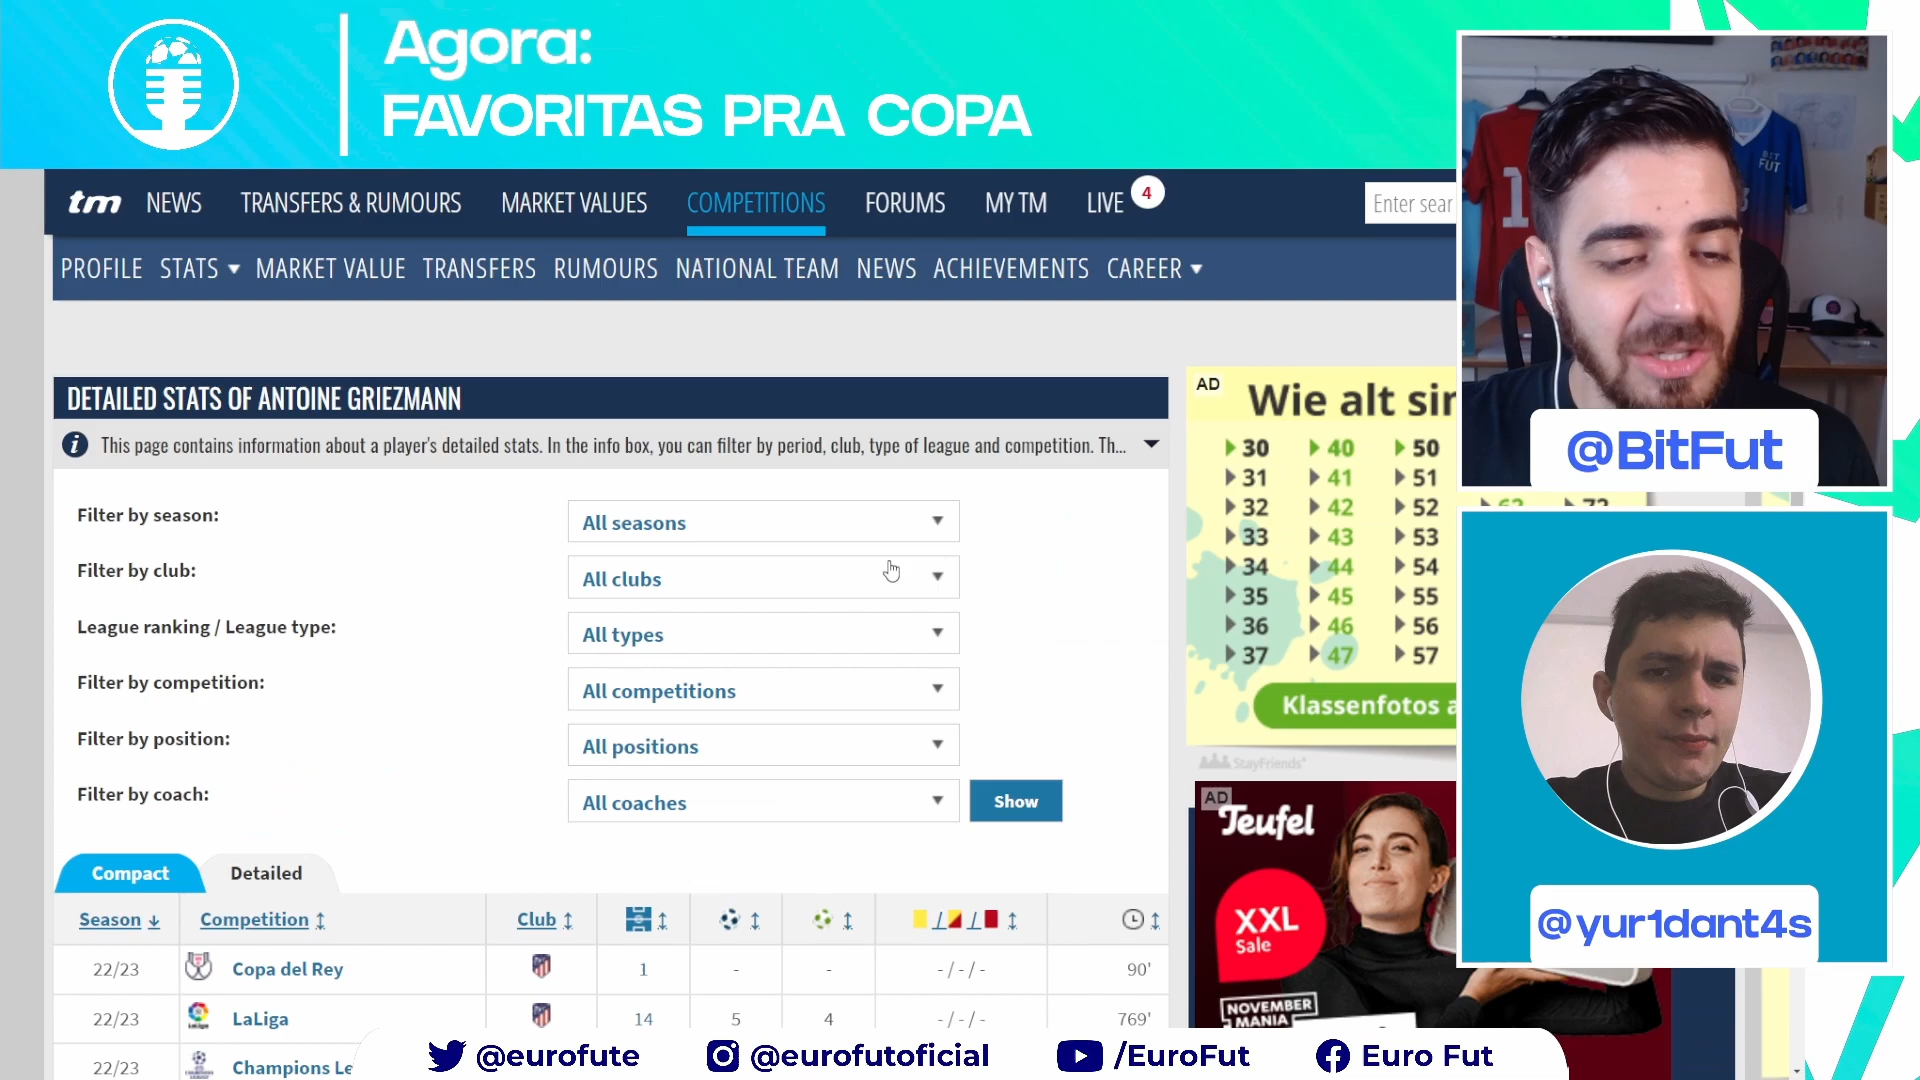 Agora:
FAVORITAS PRA COPA
tm NEWS TRANSFERS & RUMOURS MARKET VALUES COMPETITIONS FORUMS MY TM LIVE 4
Enter sear
PROFILE STATS MARKET VALUE TRANSFERS RUMOURS NATIONAL TEAM NEWS ACHIEVEMENTS CAREER
DETAILED STATS OF ANTOINE GRIEZMANN
This page contains information about a player's detailed stats. In the info box, you can filter by period, club, type of league and competition. Th...
Filter by season: All seasons
Filter by club: All clubs
League ranking / League type: All types
Filter by competition: All competitions
Filter by position: All positions
Filter by coach: All coaches Show
Compact Detailed
Season Competition Club
22/23 Copa del Rey 1 - - -/-/- 90'
22/23 LaLiga 14 5 4 -/-/- 769'
22/23 Champions Le
AD
Wie alt sin
30 40 50
31 41 51
32 42 52
33 43 53
34 44 54
35 45 55
36 46 56
37 47 57
Klassenfotos a
StayFriends
AD
Teufel
XXL
Sale
NOVEMBER
MANIA
BIT
FUT
@BitFut
@yur1dant4s
@eurofute @eurofutoficial /EuroFut Euro Fut